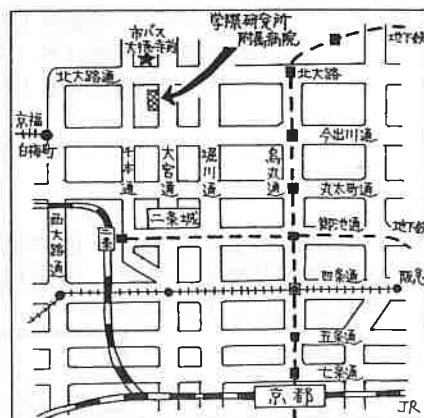 市バス
大徳寺前
学際研究所
附属病院
地下鉄
北大路通
北大路
京福
白梅町
今出川通
千本通
大宮通
堀川通
烏丸通
丸太町通
二条城
西大路通
二条
御池通
地下鉄
四条通
阪急
五条通
七条通
京都
JR